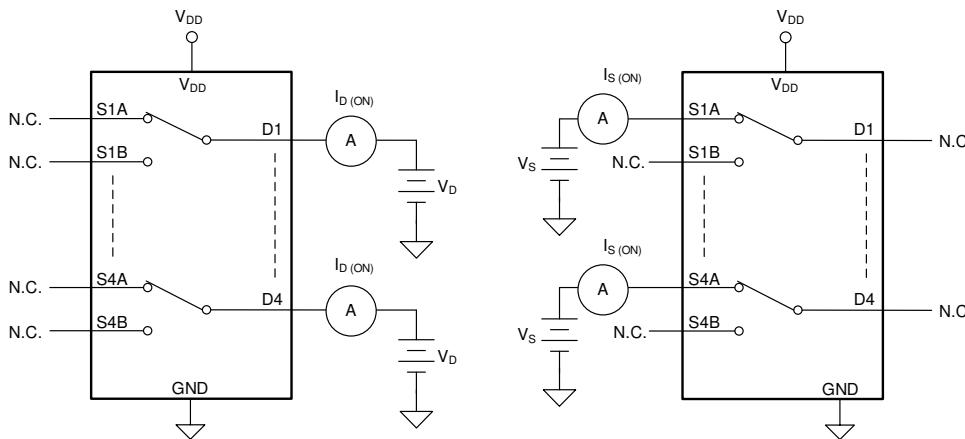 VDD
VDD
N.C. S1A
ID (ON)
D1
A
N.C. S1B
VD
N.C. S4A
ID (ON)
D4
A
N.C. S4B
VD
GND
VDD
VDD
IS (ON)
A
S1A
D1
N.C.
VS
N.C. S1B
IS (ON)
A
S4A
D4
N.C.
VS
N.C. S4B
GND